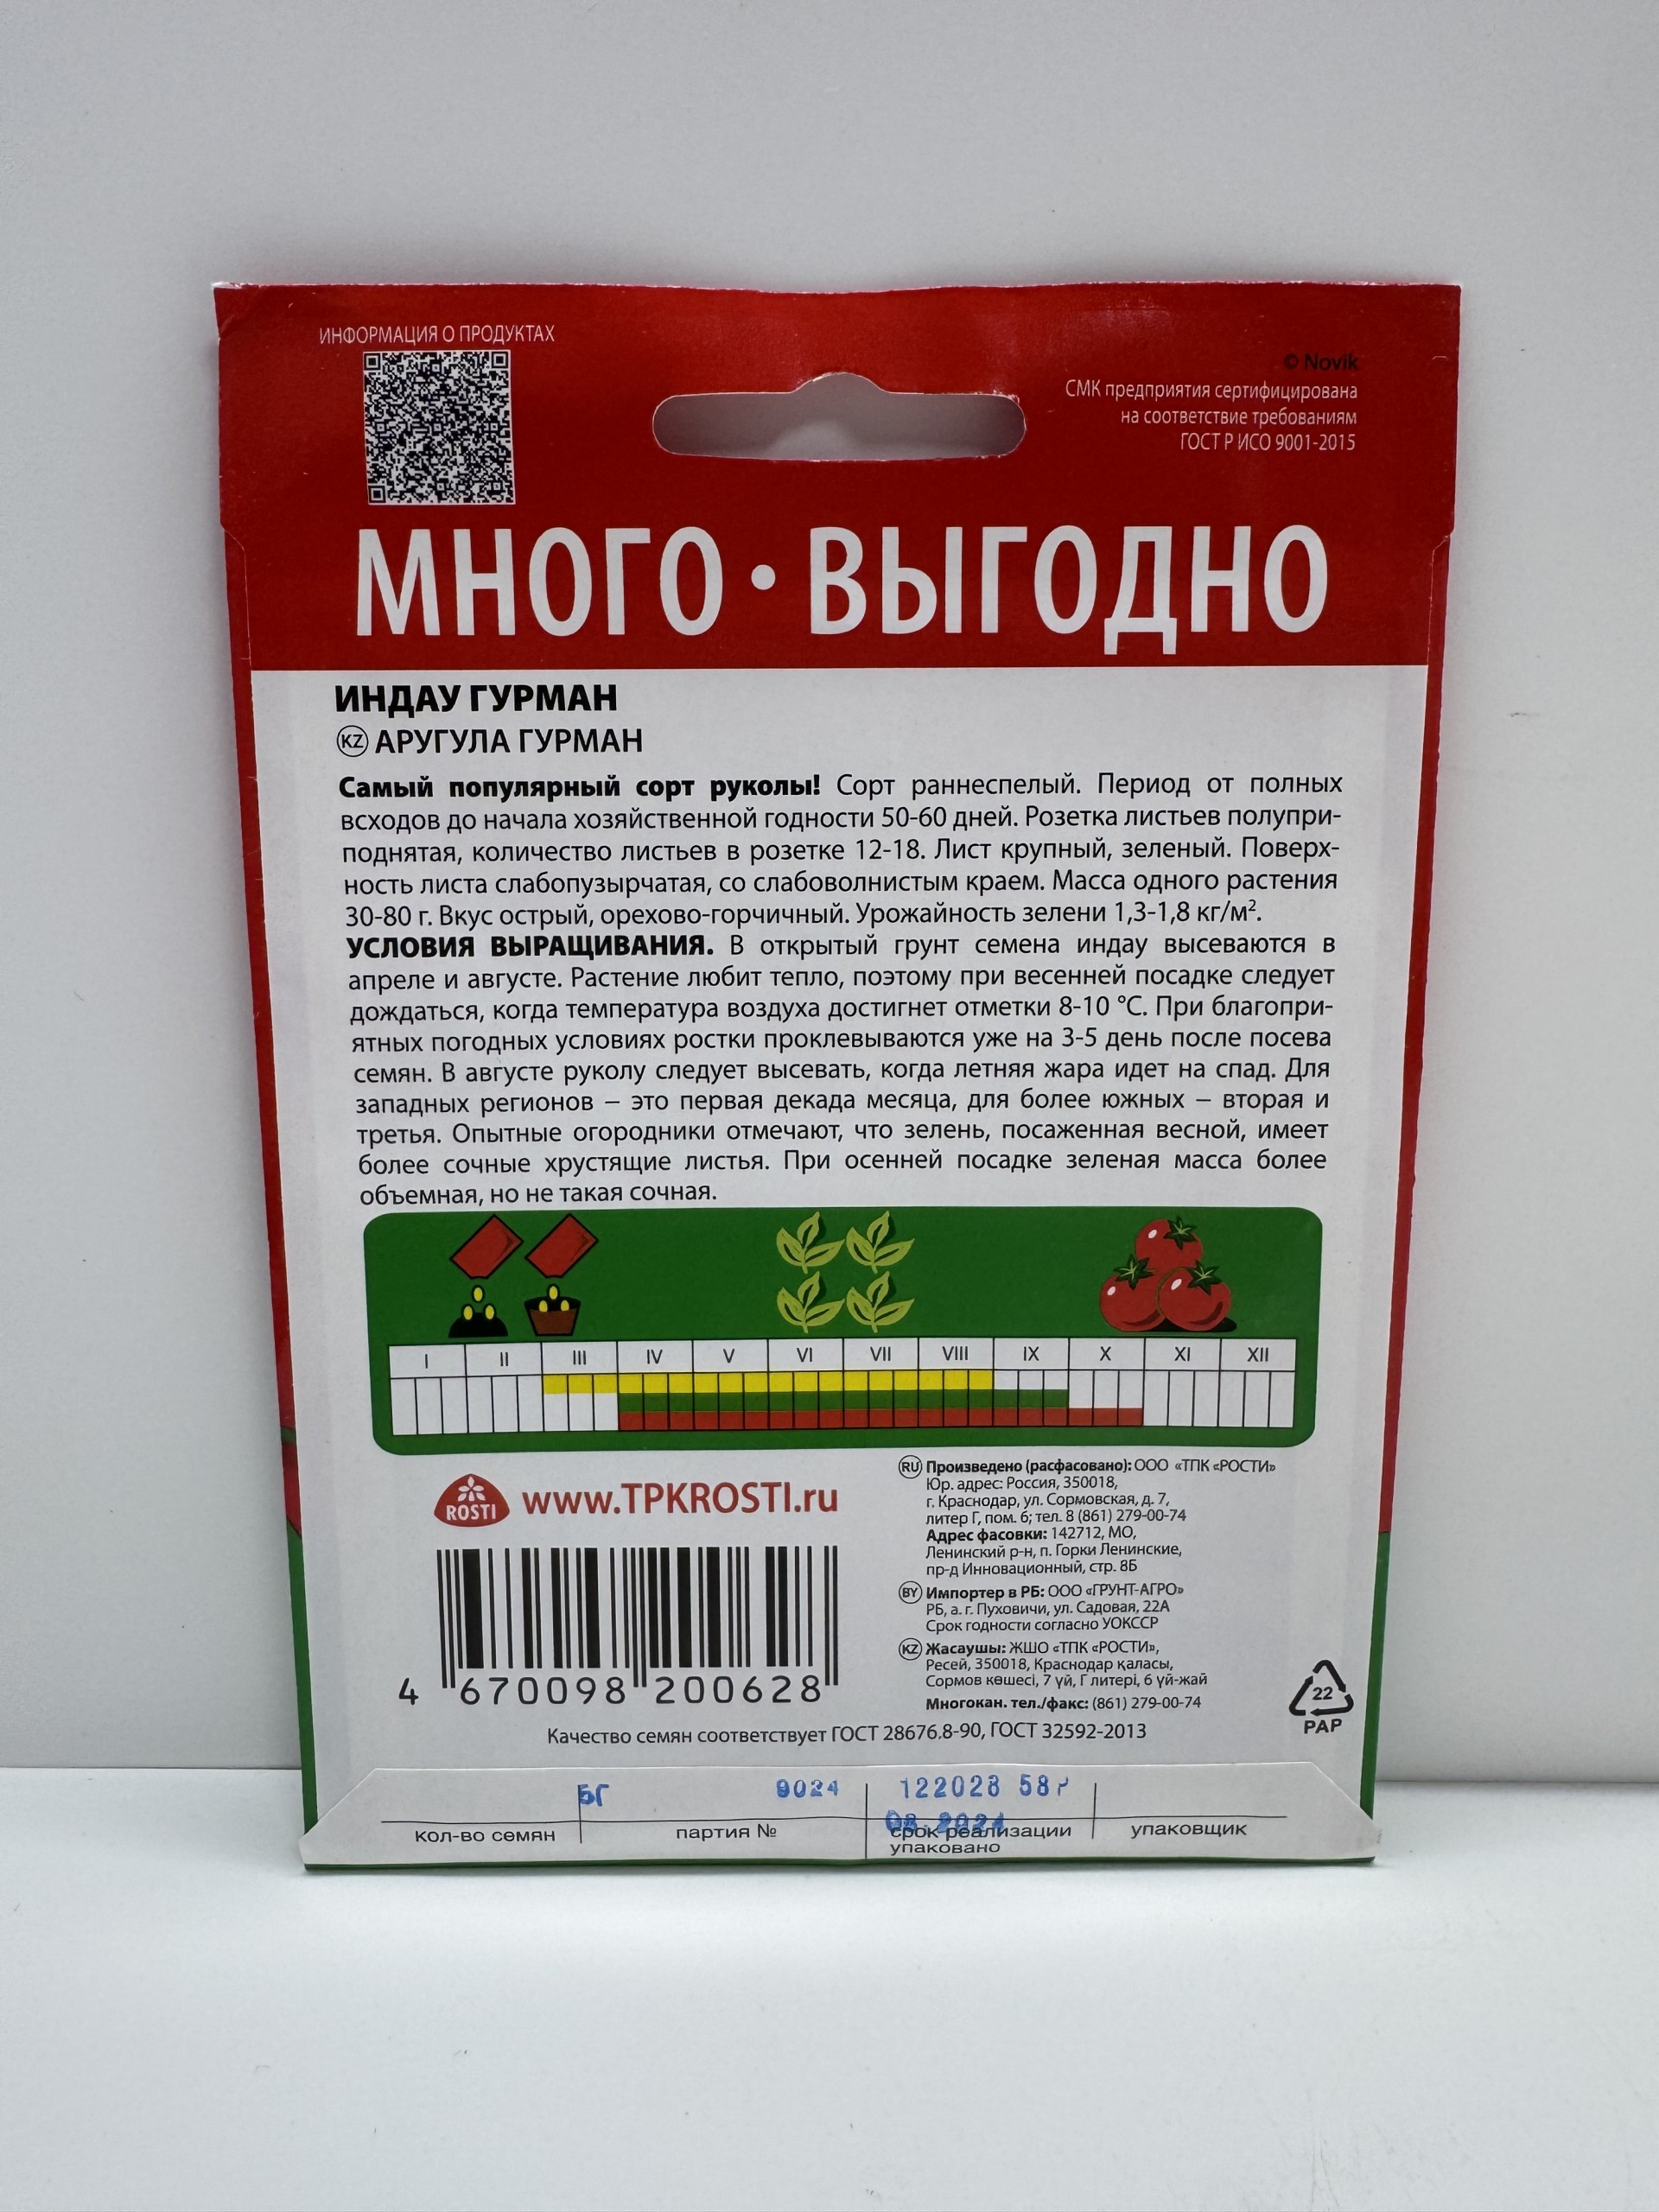 ИНФОРМАЦИЯ О ПРОДУКТАХ
© Novik
СМК предприятия сертифицирована
на соответствие требованиям
ГОСТ Р ИСО 9001-2015
МНОГО • ВЫГОДНО
ИНДАУ ГУРМАН
KZ АРУГУЛА ГУРМАН
Самый популярный сорт руколы! Сорт раннеспелый. Период от полных
всходов до начала хозяйственной годности 50-60 дней. Розетка листьев полупри-
поднятая, количество листьев в розетке 12-18. Лист крупный, зеленый. Поверх-
ность листа слабопузырчатая, со слабоволнистым краем. Масса одного растения
30-80 г. Вкус острый, орехово-горчичный. Урожайность зелени 1,3-1,8 кг/м².
УСЛОВИЯ ВЫРАЩИВАНИЯ. В открытый грунт семена индау высеваются в
апреле и августе. Растение любит тепло, поэтому при весенней посадке следует
дождаться, когда температура воздуха достигнет отметки 8-10 °С. При благопри-
ятных погодных условиях ростки проклевываются уже на 3-5 день после посева
семян. В августе руколу следует высевать, когда летняя жара идет на спад. Для
западных регионов – это первая декада месяца, для более южных – вторая и
третья. Опытные огородники отмечают, что зелень, посаженная весной, имеет
более сочные хрустящие листья. При осенней посадке зеленая масса более
объемная, но не такая сочная.
I II III IV V VI VII VIII IX X XI XII
ROSTI www.TPKROSTI.ru
RU Произведено (расфасовано): ООО «ТПК «РОСТИ»
Юр. адрес: Россия, 350018,
г. Краснодар, ул. Сормовская, д. 7,
литер Г, пом. 6; тел. 8 (861) 279-00-74
Адрес фасовки: 142712, МО,
Ленинский р-н, п. Горки Ленинские,
пр-д Инновационный, стр. 8Б
BY Импортер в РБ: ООО «ГРУНТ-АГРО»
РБ, а. г. Пуховичи, ул. Садовая, 22А
Срок годности согласно УОКССР
KZ Жасаушы: ЖШО «ТПК «РОСТИ»,
Ресей, 350018, Краснодар қаласы,
Сормов көшесі, 7 үй, Г литері, 6 үй-жай
Многокан. тел./факс: (861) 279-00-74
4 670098 200628
22
PAP
Качество семян соответствует ГОСТ 28676.8-90, ГОСТ 32592-2013
5Г 9024 122028 58
08.2024
кол-во семян партия № срок реализации упаковщик
упаковано